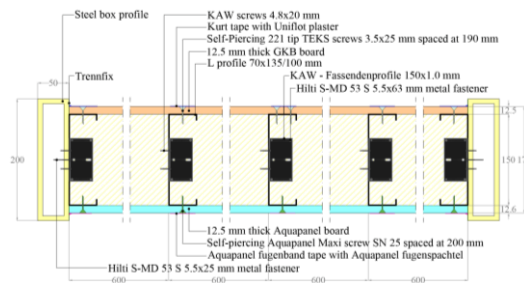 Steel box profile
KAW screws 4.8x20 mm
Kurt tape with Uniflot plaster
Self-Piercing 221 tip TEKS screws 3.5x25 mm spaced at 190 mm
12.5 mm thick GKB board
L profile 70x135/100 mm
Trennfix
KAW - Fassendenprofile 150x1.0 mm
Hilti S-MD 53 S 5.5x63 mm metal fastener
50
12.5
200
150
12.6
12.5 mm thick Aquapanel board
Self-piercing Aquapanel Maxi screw SN 25 spaced at 200 mm
Aquapanel fugenband tape with Aquapanel fugenspachtel
Hilti S-MD 53 S 5.5x25 mm metal fastener
600 600 600 600